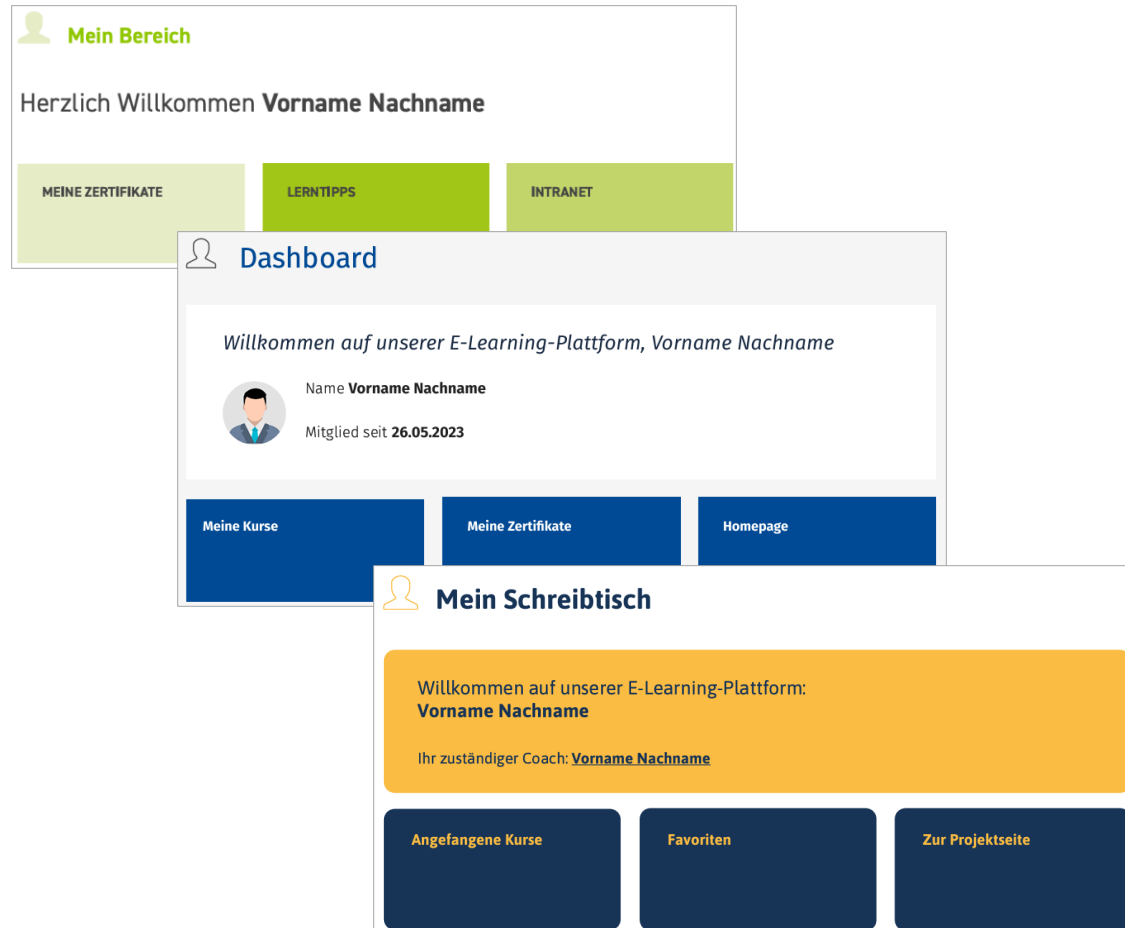 Mein Bereich
Herzlich Willkommen Vorname Nachname
MEINE ZERTIFIKATE
LERNTIPPS
INTRANET
Dashboard
Willkommen auf unserer E-Learning-Plattform, Vorname Nachname
Name Vorname Nachname
Mitglied seit 26.05.2023
Meine Kurse
Meine Zertifikate
Homepage
Mein Schreibtisch
Willkommen auf unserer E-Learning-Plattform:
Vorname Nachname
Ihr zuständiger Coach: Vorname Nachname
Angefangene Kurse
Favoriten
Zur Projektseite